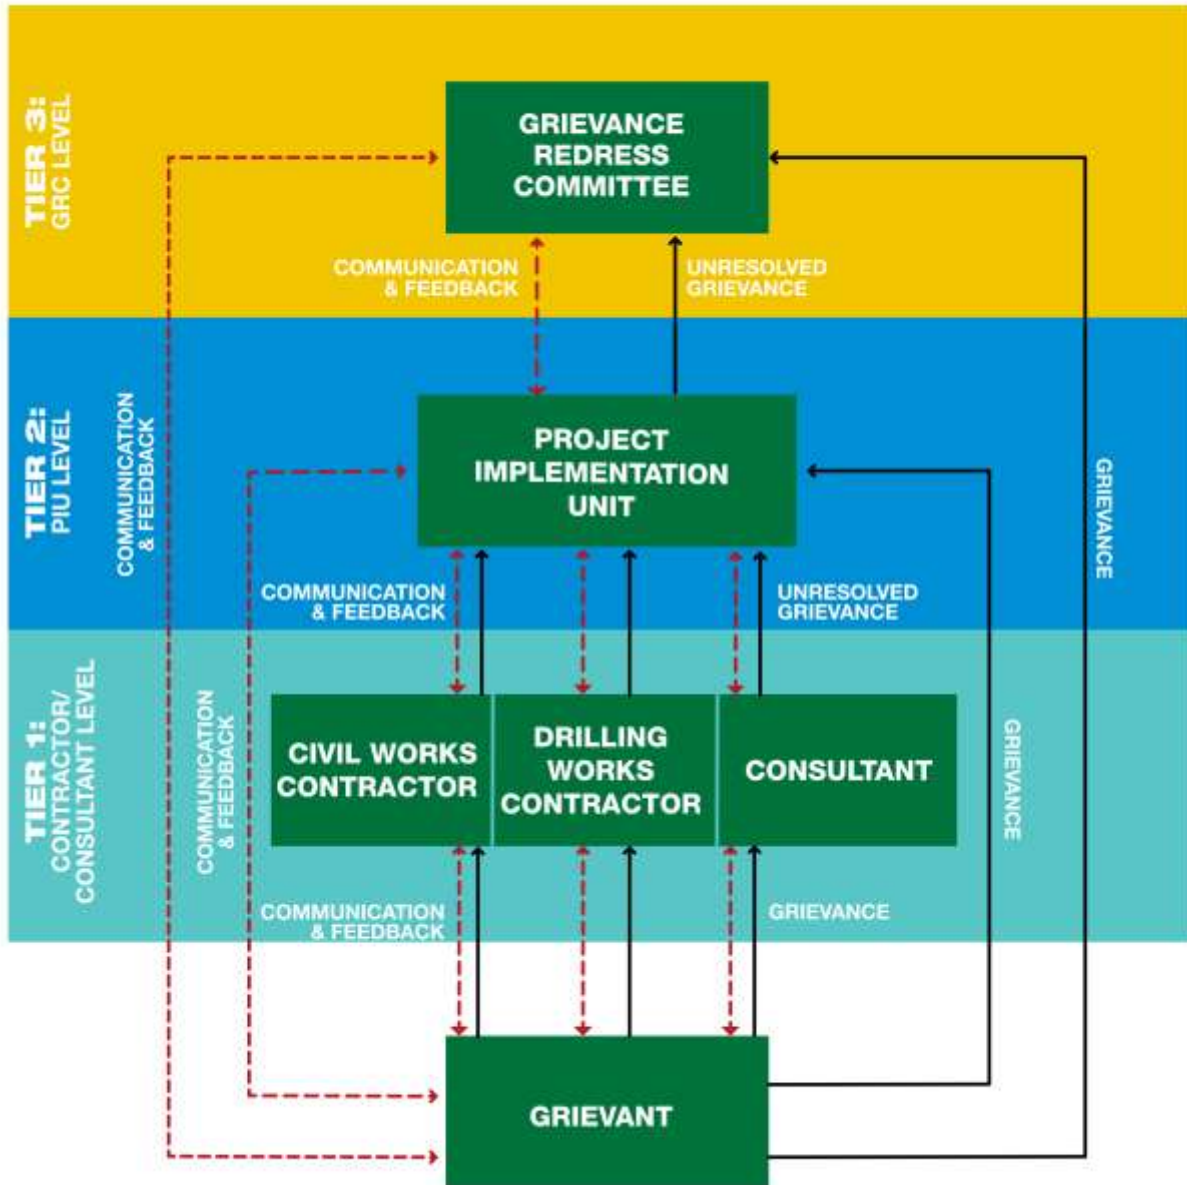 TIER 3:
GRC LEVEL
GRIEVANCE
REDRESS
COMMITTEE
COMMUNICATION
& FEEDBACK
UNRESOLVED
GRIEVANCE
TIER 2:
PIU LEVEL
COMMUNICATION
& FEEDBACK
PROJECT
IMPLEMENTATION
UNIT
GRIEVANCE
COMMUNICATION
& FEEDBACK
UNRESOLVED
GRIEVANCE
TIER 1:
CONTRACTOR/
CONSULTANT LEVEL
COMMUNICATION
& FEEDBACK
CIVIL WORKS
CONTRACTOR
DRILLING
WORKS
CONTRACTOR
CONSULTANT
GRIEVANCE
COMMUNICATION
& FEEDBACK
GRIEVANCE
GRIEVANT